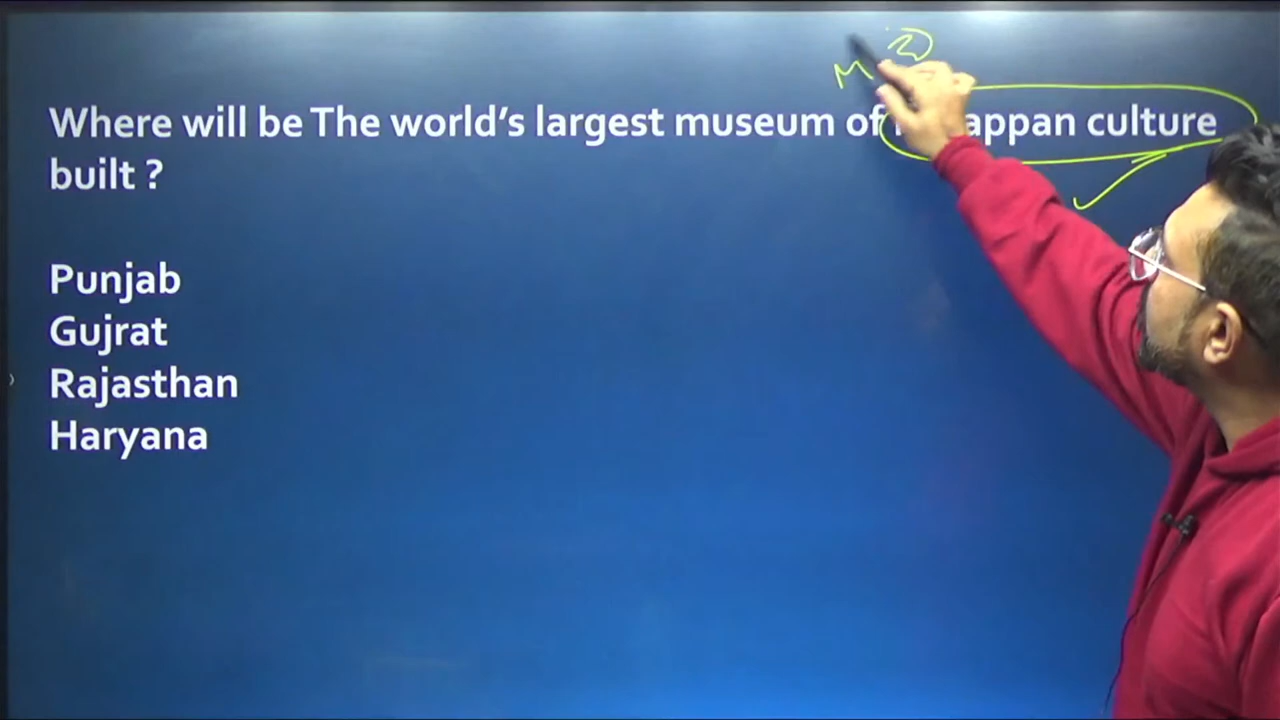 Where will be The world's largest museum of appan culture
built ?
Punjab
Gujrat
Rajasthan
Haryana